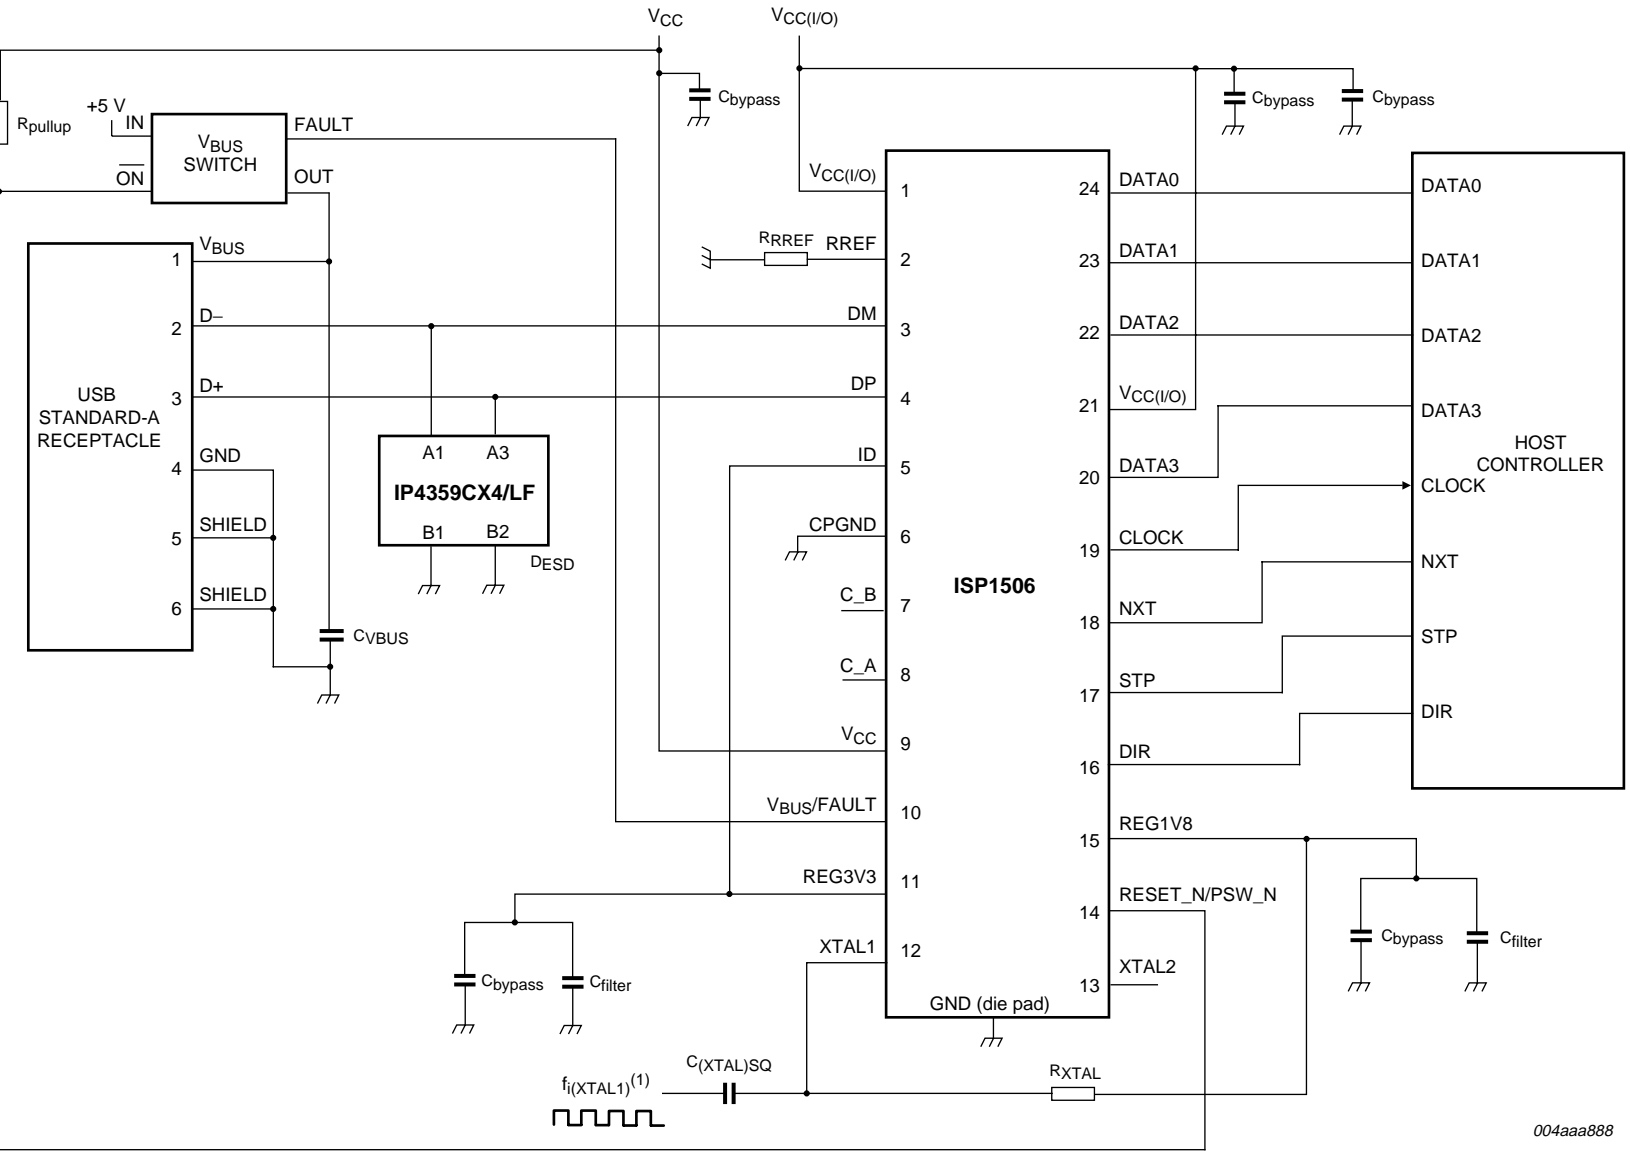 VCC
VCC(I/O)
Cbypass
Cbypass
Cbypass
Rpullup
+5 V
IN
ON
VBUS
SWITCH
FAULT
OUT
USB
STANDARD-A
RECEPTACLE
1 VBUS
2 D–
3 D+
4 GND
5 SHIELD
6 SHIELD
CVBUS
A1 A3
IP4359CX4/LF
B1 B2
DESD
RRREF
ISP1506
VCC(I/O) 1
RREF 2
DM 3
DP 4
ID 5
CPGND 6
C_B 7
C_A 8
VCC 9
VBUS/FAULT 10
REG3V3 11
XTAL1 12
GND (die pad)
24 DATA0
23 DATA1
22 DATA2
21 VCC(I/O)
20 DATA3
19 CLOCK
18 NXT
17 STP
16 DIR
15 REG1V8
14 RESET_N/PSW_N
13 XTAL2
DATA0
DATA1
DATA2
DATA3
HOST
CONTROLLER
CLOCK
NXT
STP
DIR
Cbypass
Cfilter
Cbypass
Cfilter
C(XTAL)SQ
fi(XTAL1)(1)
RXTAL
004aaa888